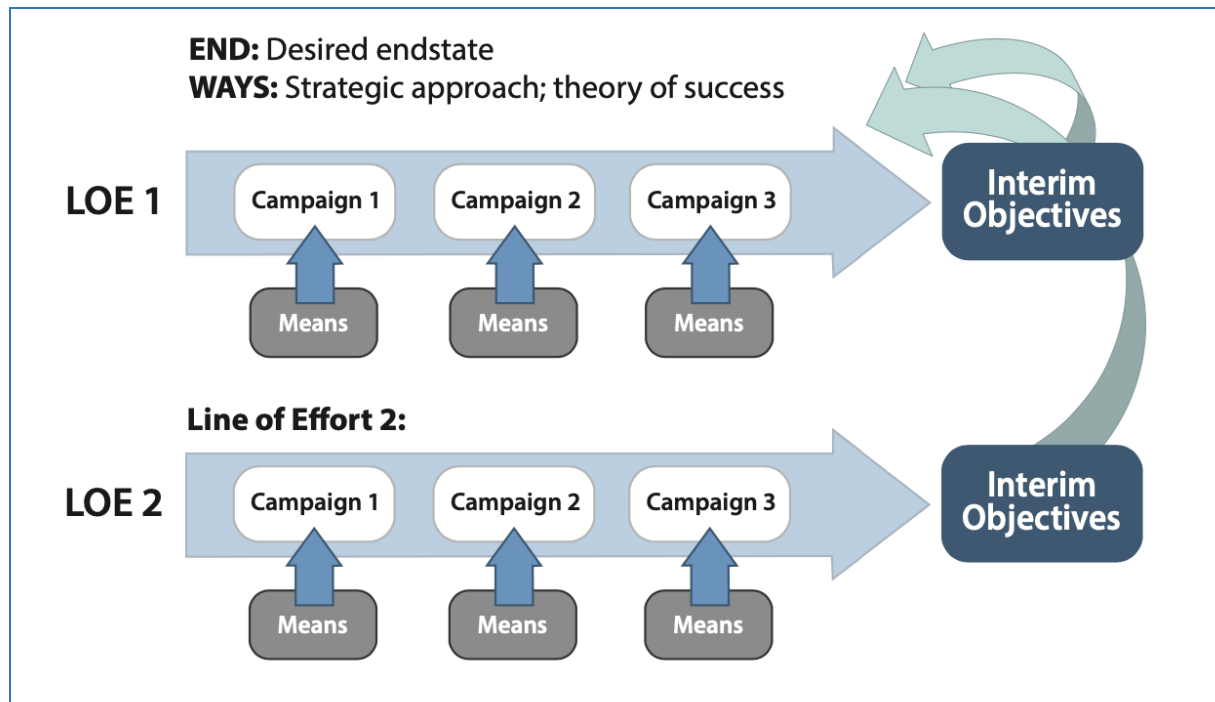 END: Desired endstate
WAYS: Strategic approach; theory of success
LOE 1
Campaign 1
Campaign 2
Campaign 3
Interim
Objectives
Means
Means
Means
Line of Effort 2:
LOE 2
Campaign 1
Campaign 2
Campaign 3
Interim
Objectives
Means
Means
Means